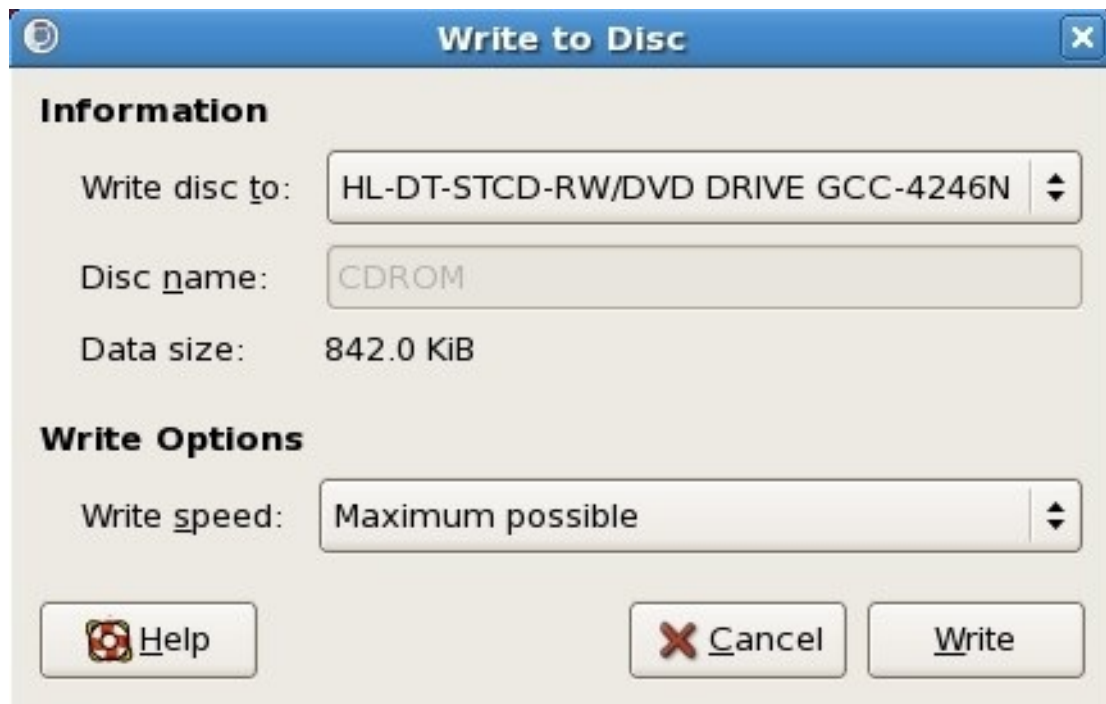 Write to Disc
Information
Write disc to: HL-DT-STCD-RW/DVD DRIVE GCC-4246N
Disc name: CDROM
Data size: 842.0 KiB
Write Options
Write speed: Maximum possible
Help Cancel Write